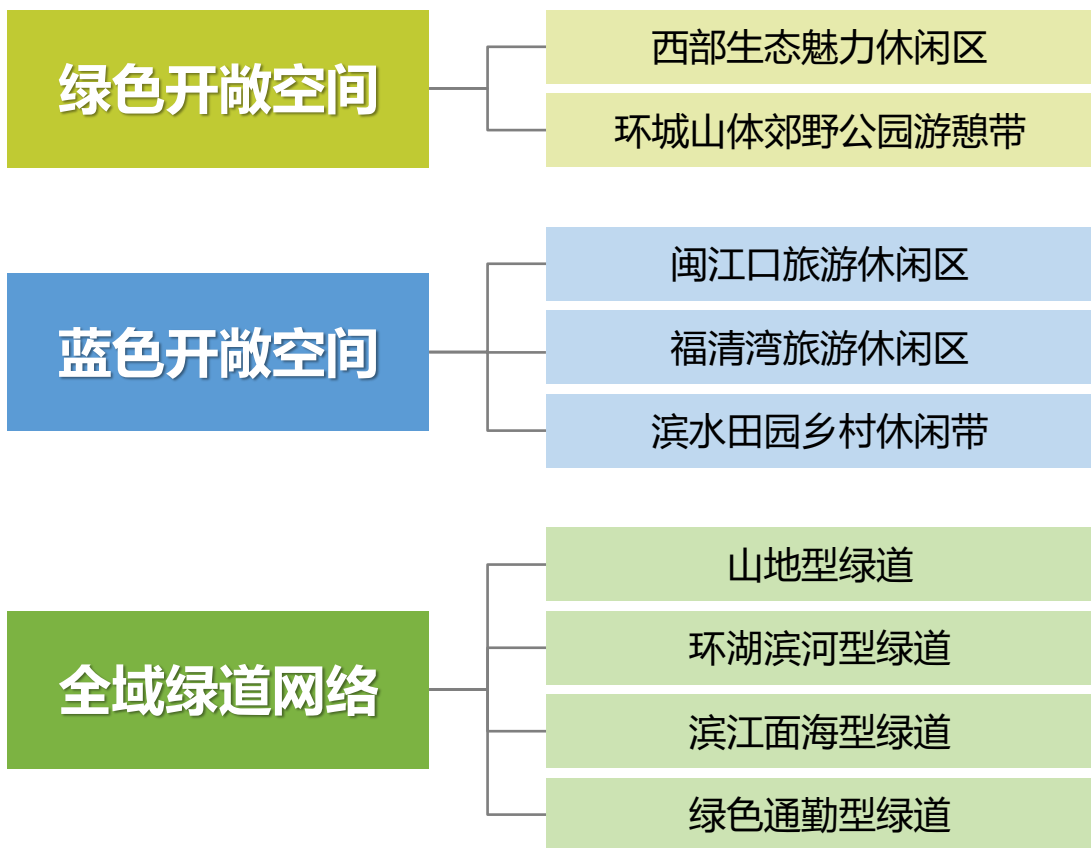 绿色开敞空间
西部生态魅力休闲区
环城山体郊野公园游憩带
蓝色开敞空间
闽江口旅游休闲区
福清湾旅游休闲区
滨水田园乡村休闲带
全域绿道网络
山地型绿道
环湖滨河型绿道
滨江面海型绿道
绿色通勤型绿道